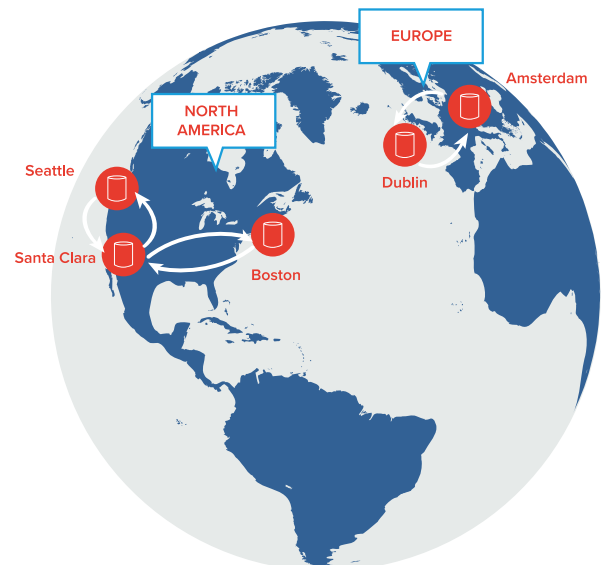 EUROPE
Amsterdam
NORTH
AMERICA
Seattle
Dublin
Santa Clara
Boston